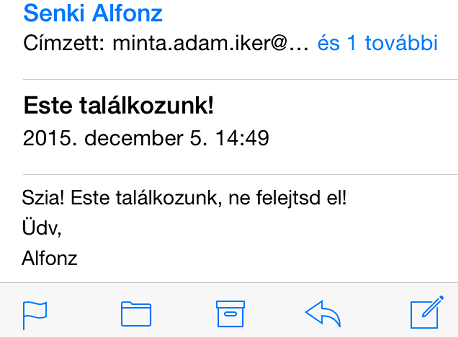 Senki Alfonz
Címzett: minta.adam.iker@... és 1 további
Este találkozunk!
2015. december 5. 14:49
Szia! Este találkozunk, ne felejtsd el!
Üdv,
Alfonz